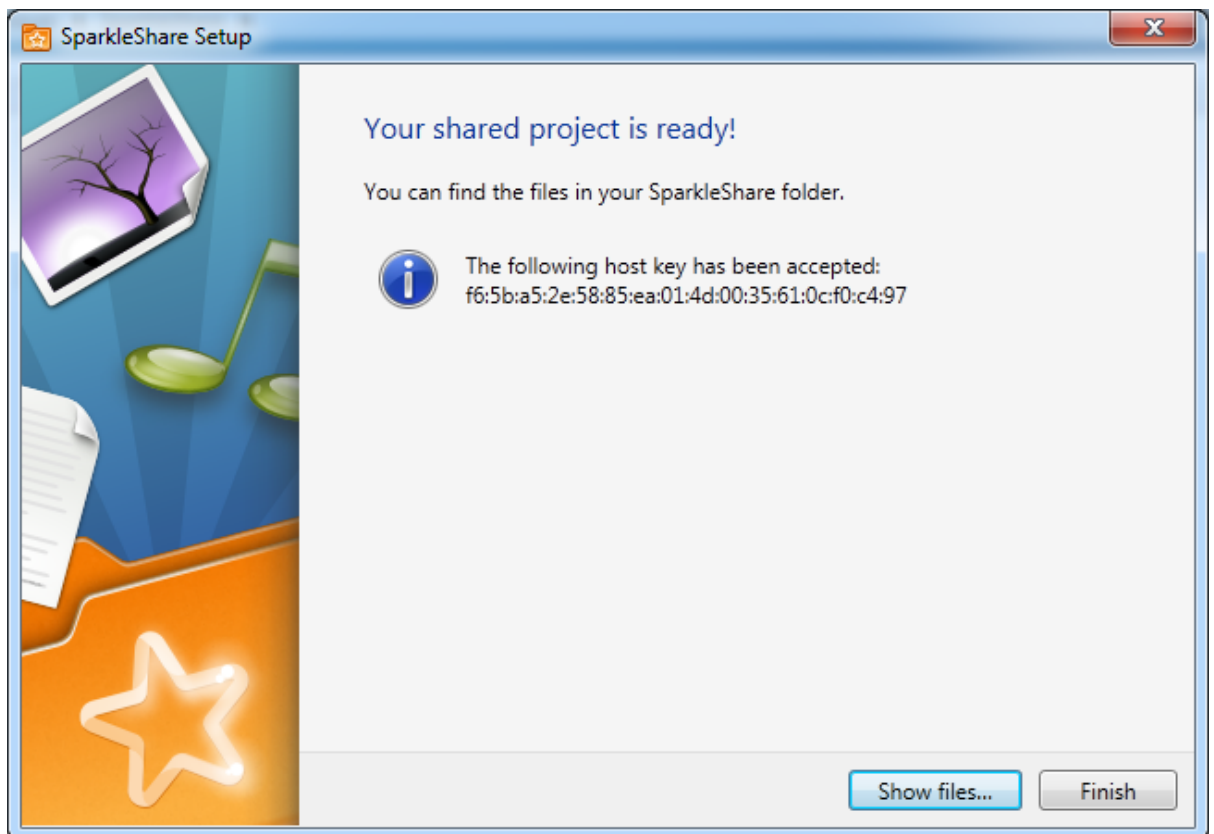 SparkleShare Setup
Your shared project is ready!
You can find the files in your SparkleShare folder.
The following host key has been accepted:
f6:5b:a5:2e:58:85:ea:01:4d:00:35:61:0c:f0:c4:97
Show files...
Finish